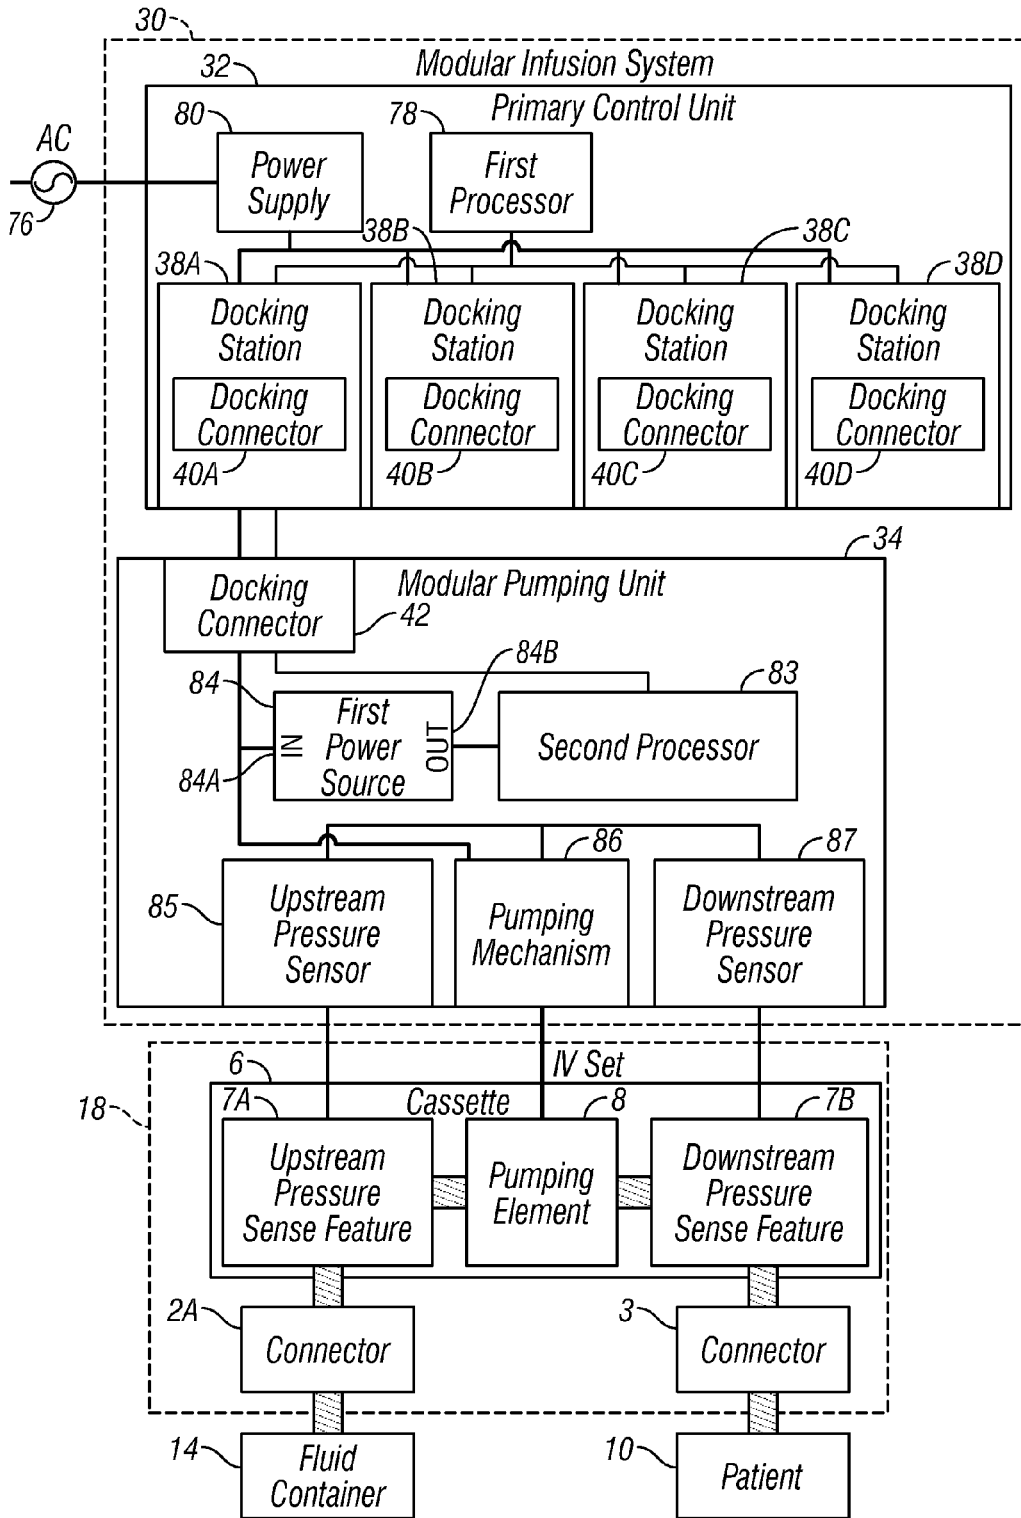 30
Modular Infusion System
32
Primary Control Unit
80
78
AC
Power
Supply
First
Processor
76
38A
38B
38C
38D
Docking
Station
Docking
Station
Docking
Station
Docking
Station
Docking
Connector
Docking
Connector
Docking
Connector
Docking
Connector
40A
40B
40C
40D
34
Docking
Connector
Modular Pumping Unit
42
84
84B
83
IN
First
Power
Source
OUT
Second Processor
84A
86
87
85
Upstream
Pressure
Sensor
Pumping
Mechanism
Downstream
Pressure
Sensor
IV Set
6
18
7A
Cassette
8
7B
Upstream
Pressure
Sense Feature
Pumping
Element
Downstream
Pressure
Sense Feature
2A
Connector
3
Connector
14
Fluid
Container
10
Patient